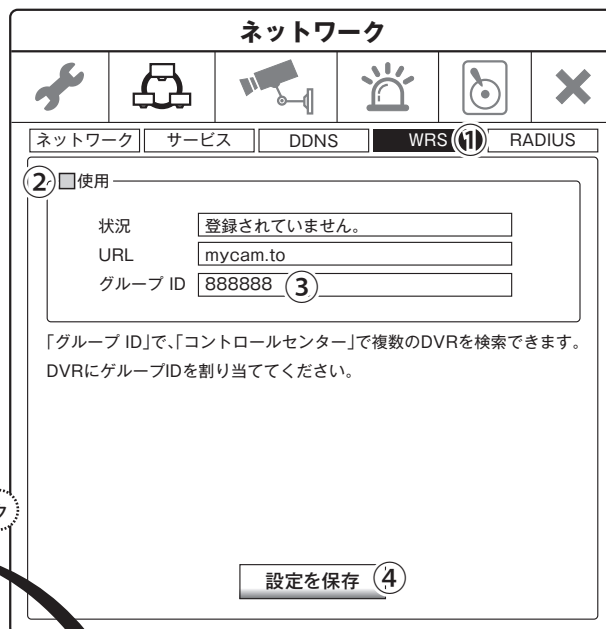 ネットワーク
ネットワーク サービス DDNS WRS ① RADIUS
② 使用
状況 登録されていません。
URL mycam.to
グループ ID 888888 ③
「グループ ID」で、「コントロールセンター」で複数のDVRを検索できます。
DVRにゲループIDを割り当ててください。
設定を保存 ④